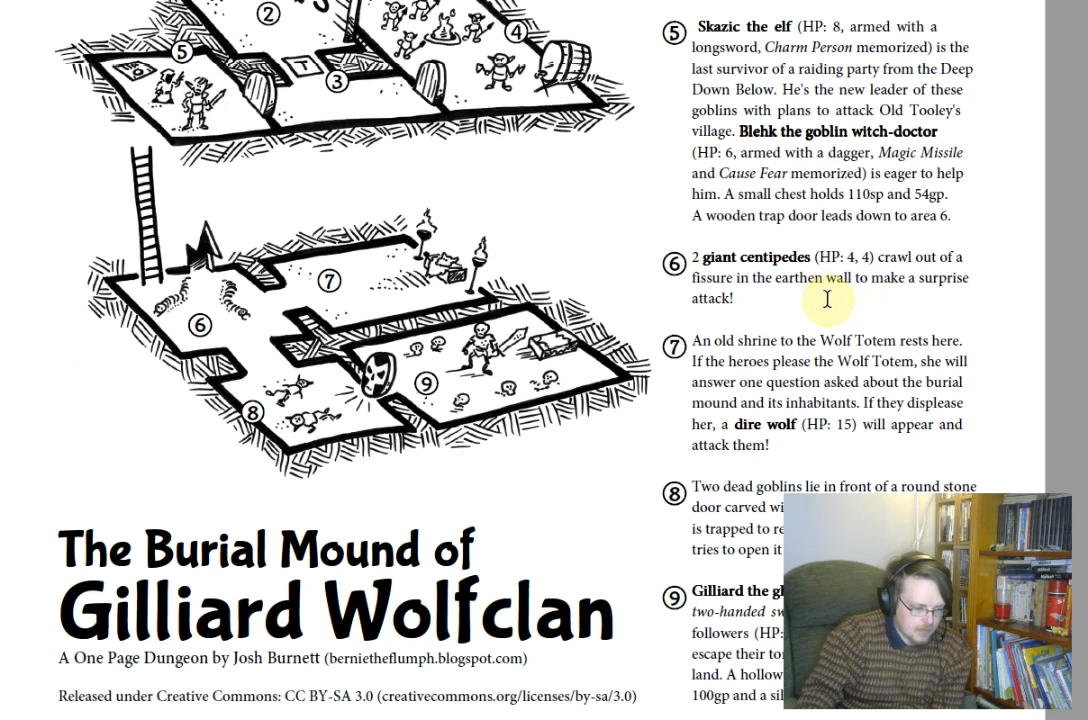 ②
④
⑤
③
T
⑦
⑥
⑨
⑧
The Burial Mound of
Gilliard Wolfclan
A One Page Dungeon by Josh Burnett (bernietheflumph.blogspot.com)
Released under Creative Commons: CC BY-SA 3.0 (creativecommons.org/licenses/by-sa/3.0)
⑤ Skazic the elf (HP: 8, armed with a
longsword, Charm Person memorized) is the
last survivor of a raiding party from the Deep
Down Below. He's the new leader of these
goblins with plans to attack Old Tooley's
village. Blehk the goblin witch-doctor
(HP: 6, armed with a dagger, Magic Missile
and Cause Fear memorized) is eager to help
him. A small chest holds 110sp and 54gp.
A wooden trap door leads down to area 6.
⑥ 2 giant centipedes (HP: 4, 4) crawl out of a
fissure in the earthen wall to make a surprise
attack!
⑦ An old shrine to the Wolf Totem rests here.
If the heroes please the Wolf Totem, she will
answer one question asked about the burial
mound and its inhabitants. If they displease
her, a dire wolf (HP: 15) will appear and
attack them!
⑧ Two dead goblins lie in front of a round stone
door carved
is trapped to
tries to open it
⑨ Gilliard the
two-handed
followers (HP:
escape their
land. A hollow
100gp and a